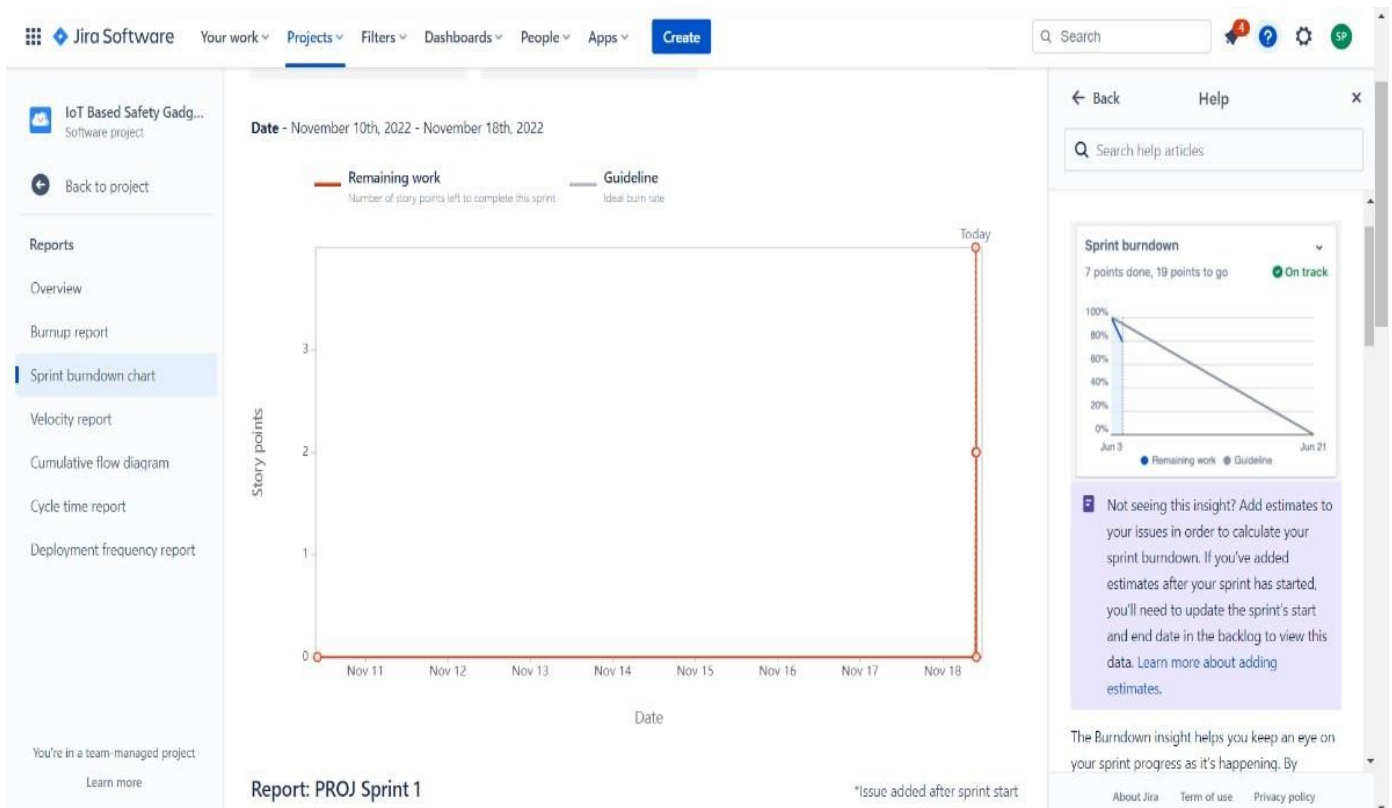 Jira Software Your work Projects Filters Dashboards People Apps Create Search 4 ? SP
IoT Based Safety Gadg...
Software project
Back to project
Reports
Overview
Burnup report
Sprint burndown chart
Velocity report
Cumulative flow diagram
Cycle time report
Deployment frequency report
You're in a team-managed project
Learn more
Date - November 10th, 2022 - November 18th, 2022
Remaining work
Number of story points left to complete this sprint
Guideline
Ideal burn rate
Today
Story points
3
2
1
0
Nov 11 Nov 12 Nov 13 Nov 14 Nov 15 Nov 16 Nov 17 Nov 18
Date
Report: PROJ Sprint 1
*Issue added after sprint start
Back Help X
Search help articles
Sprint burndown
7 points done, 19 points to go On track
100%
80%
60%
40%
20%
0%
Jun 3 Jun 21
Remaining work Guideline
Not seeing this insight? Add estimates to
your issues in order to calculate your
sprint burndown. If you've added
estimates after your sprint has started,
you'll need to update the sprint's start
and end date in the backlog to view this
data. Learn more about adding
estimates.
The Burndown insight helps you keep an eye on
your sprint progress as it's happening. By
About Jira Term of use Privacy policy